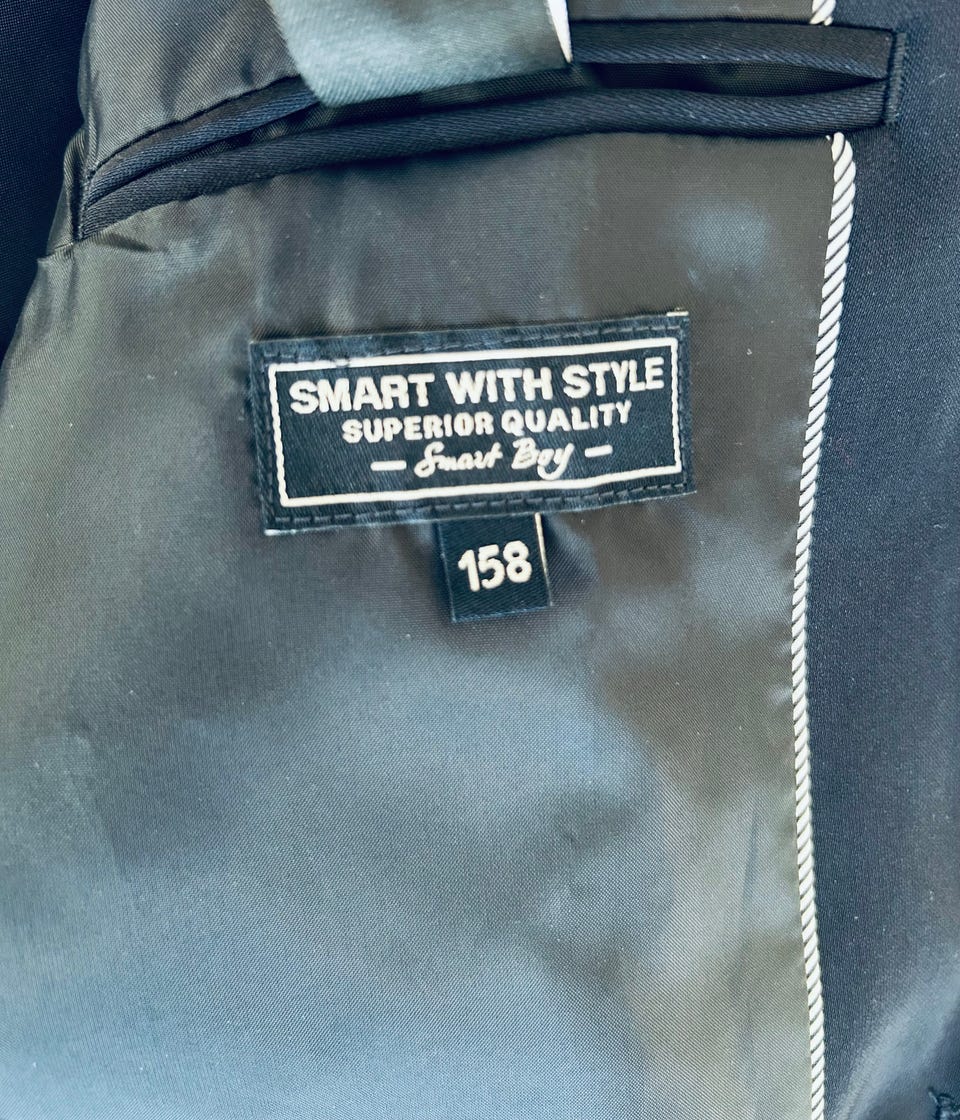 SMART WITH STYLE
SUPERIOR QUALITY
— Smart Boy —
158